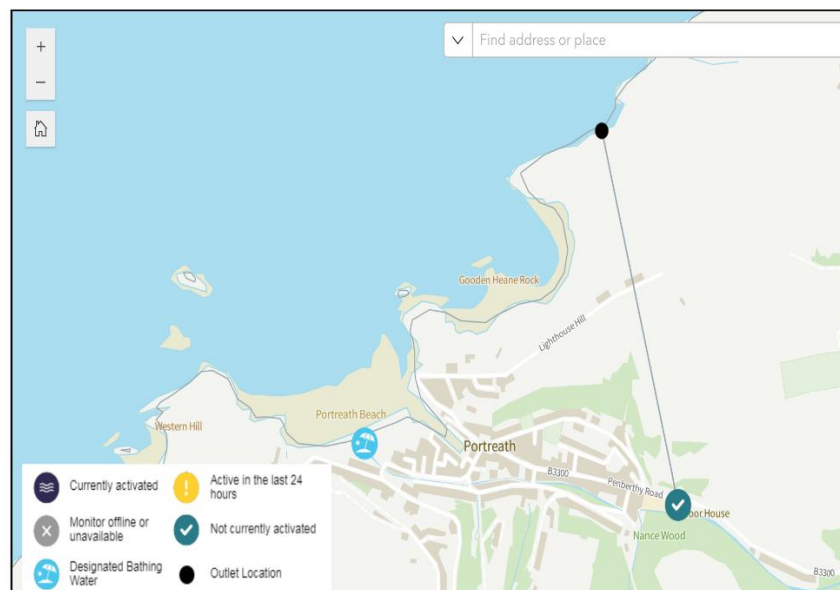 +
Find address or place
−
Gooden Heane Rock
Lighthouse Hill
Portreath Beach
Western Hill
Portreath
B3300
Penberthy Road
House
Nance Wood
B3300
Currently activated
Active in the last 24
hours
Monitor offline or
unavailable
Not currently activated
Designated Bathing
Water
Outlet Location